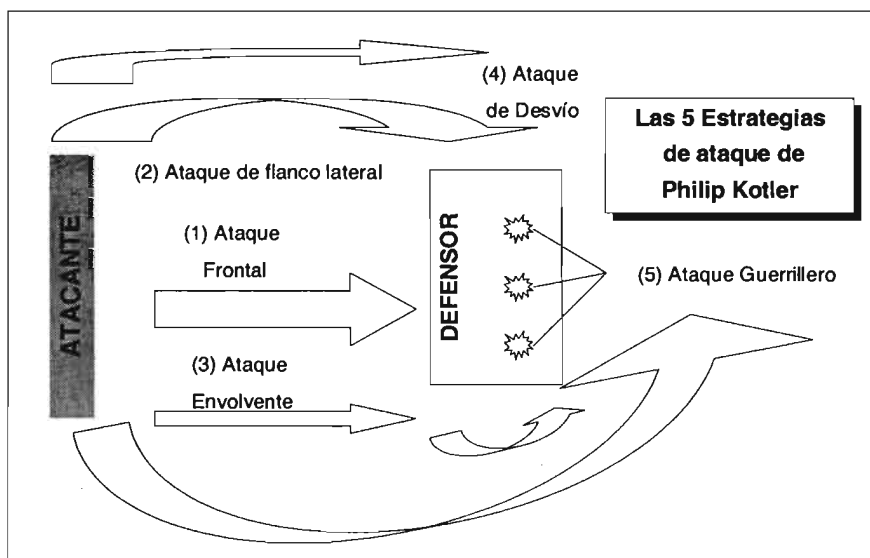 (4) Ataque
de Desvío
Las 5 Estrategias
de ataque de
Philip Kotler
(2) Ataque de flanco lateral
ATACANTE
(1) Ataque
Frontal
DEFENSOR
(5) Ataque Guerrillero
(3) Ataque
Envolvente